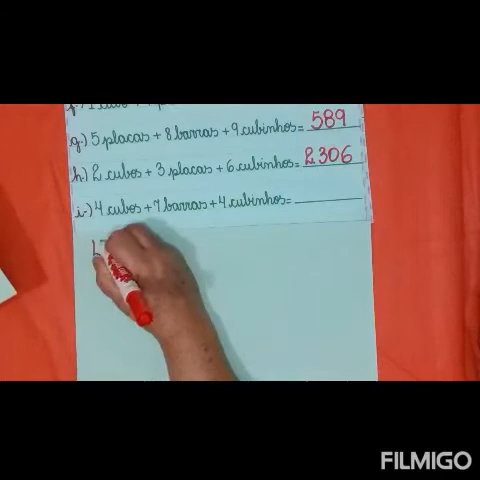 g.) 5 placas + 8 barras + 9 cubinhos = 589
h.) 2 cubos + 3 placas + 6 cubinhos = 2.306
i.) 4 cubos + 7 barras + 4 cubinhos =
FILMIGO